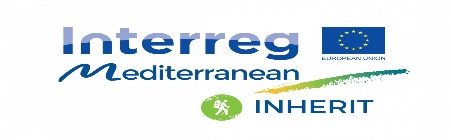 Interreg
EUROPEAN UNION
Mediterranean
INHERIT